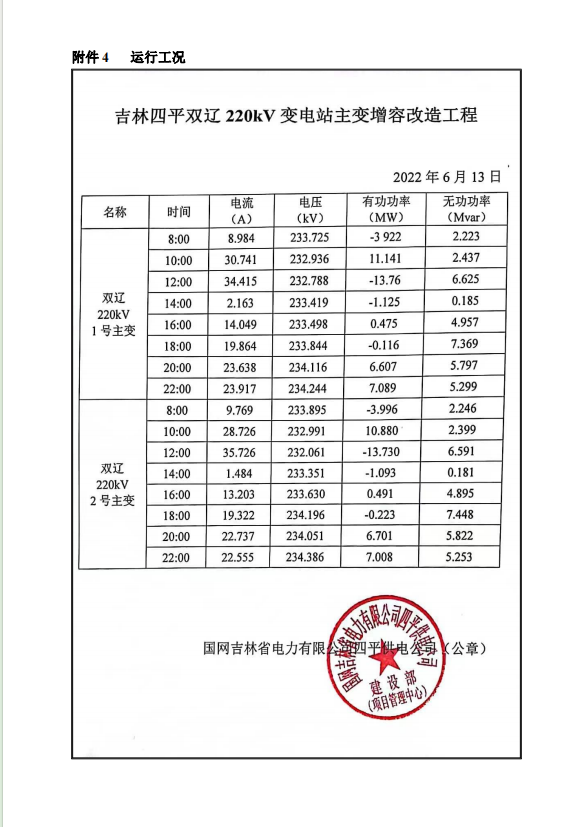 附件 4 运行工况
吉林四平双辽 220kV 变电站主变增容改造工程
2022 年 6 月 13 日
名称 时间 电流（A） 电压（kV） 有功功率（MW） 无功功率（Mvar）
双辽 220kV 1 号主变
8:00 8.984 233.725 -3 922 2.223
10:00 30.741 232.936 11.141 2.437
12:00 34.415 232.788 -13.76 6.625
14:00 2.163 233.419 -1.125 0.185
16:00 14.049 233.498 0.475 4.957
18:00 19.864 233.844 -0.116 7.369
20:00 23.638 234.116 6.607 5.797
22:00 23.917 234.244 7.089 5.299
双辽 220kV 2 号主变
8:00 9.769 233.895 -3.996 2.246
10:00 28.726 232.991 10.880 2.399
12:00 35.726 232.061 -13.730 6.591
14:00 1.484 233.351 -1.093 0.181
16:00 13.203 233.630 0.491 4.895
18:00 19.322 234.196 -0.223 7.448
20:00 22.737 234.051 6.701 5.822
22:00 22.555 234.386 7.008 5.253
国网吉林省电力有限公司四平供电公司（公章）
国网吉林省电力有限公司四平供电公司
建设部
(项目管理中心)